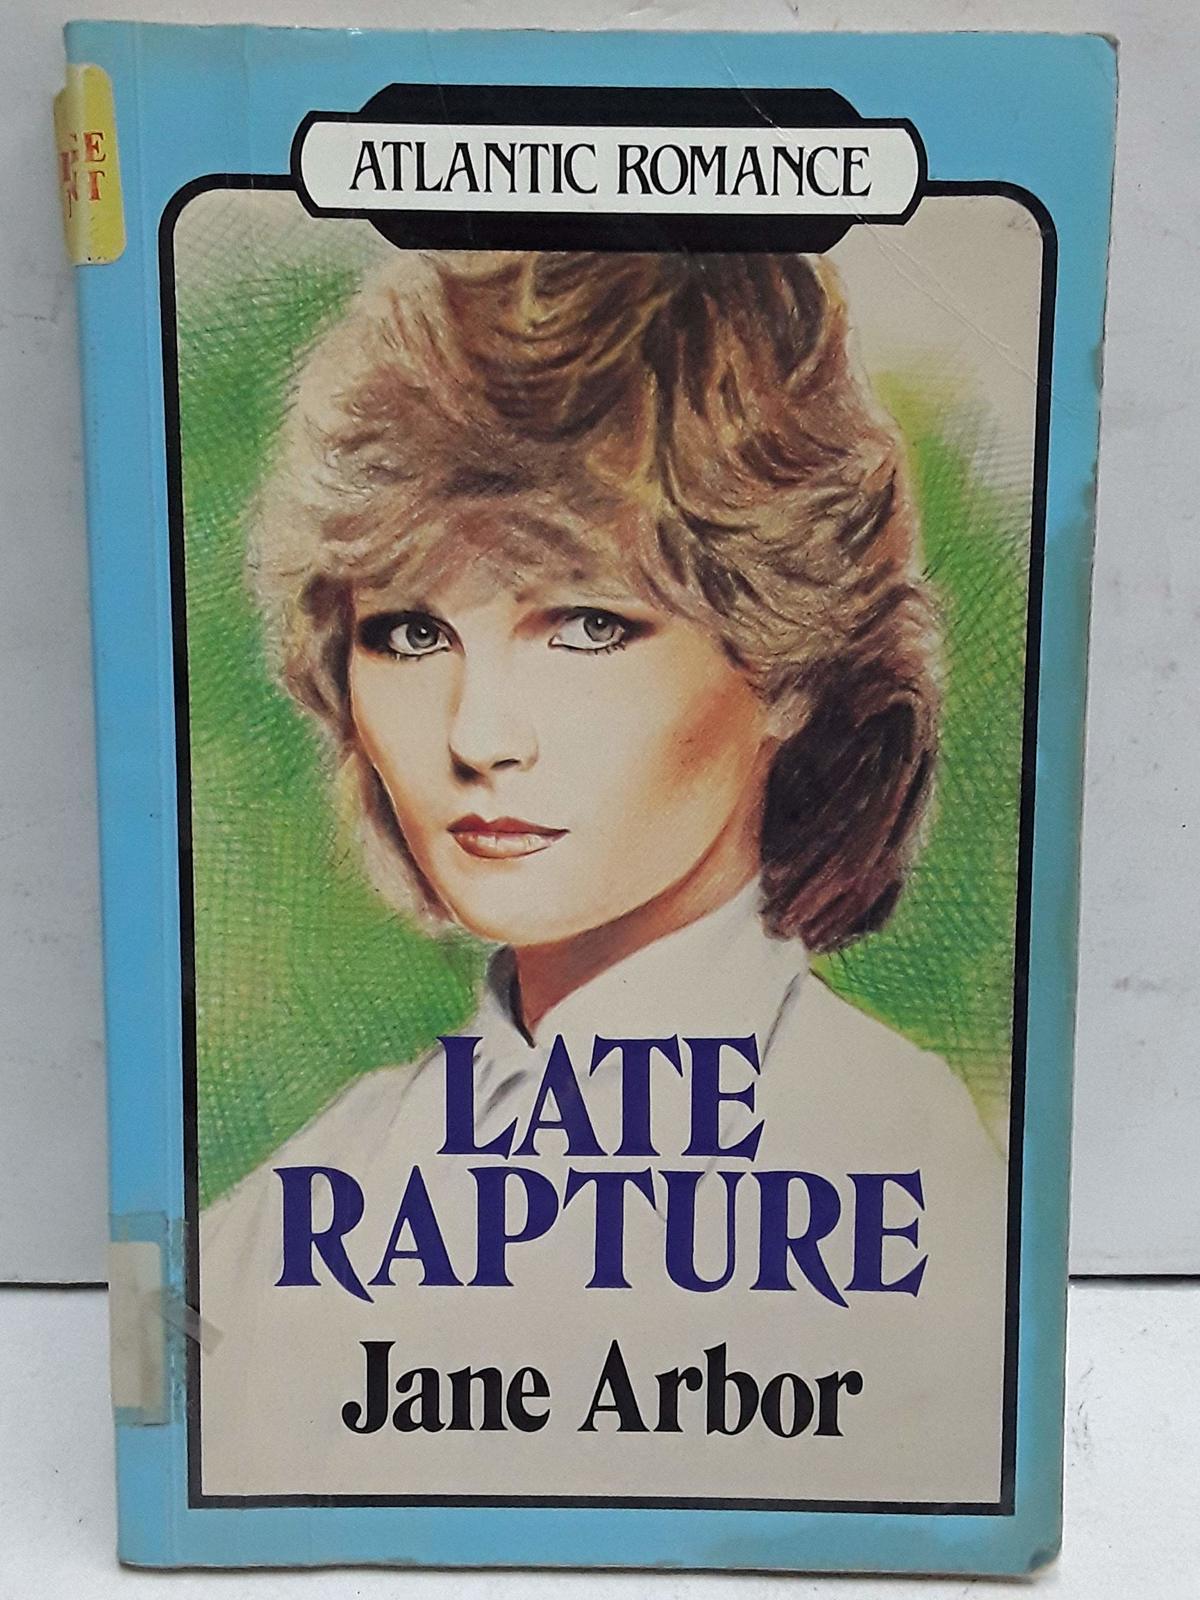 ATLANTIC ROMANCE
LATE
RAPTURE
Jane Arbor